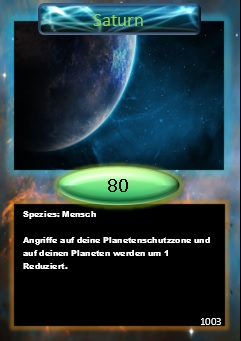 Saturn
80
Spezies: Mensch
Angriffe auf deine Planetenschutzzone und
auf deinen Planeten werden um 1
Reduziert.
1003